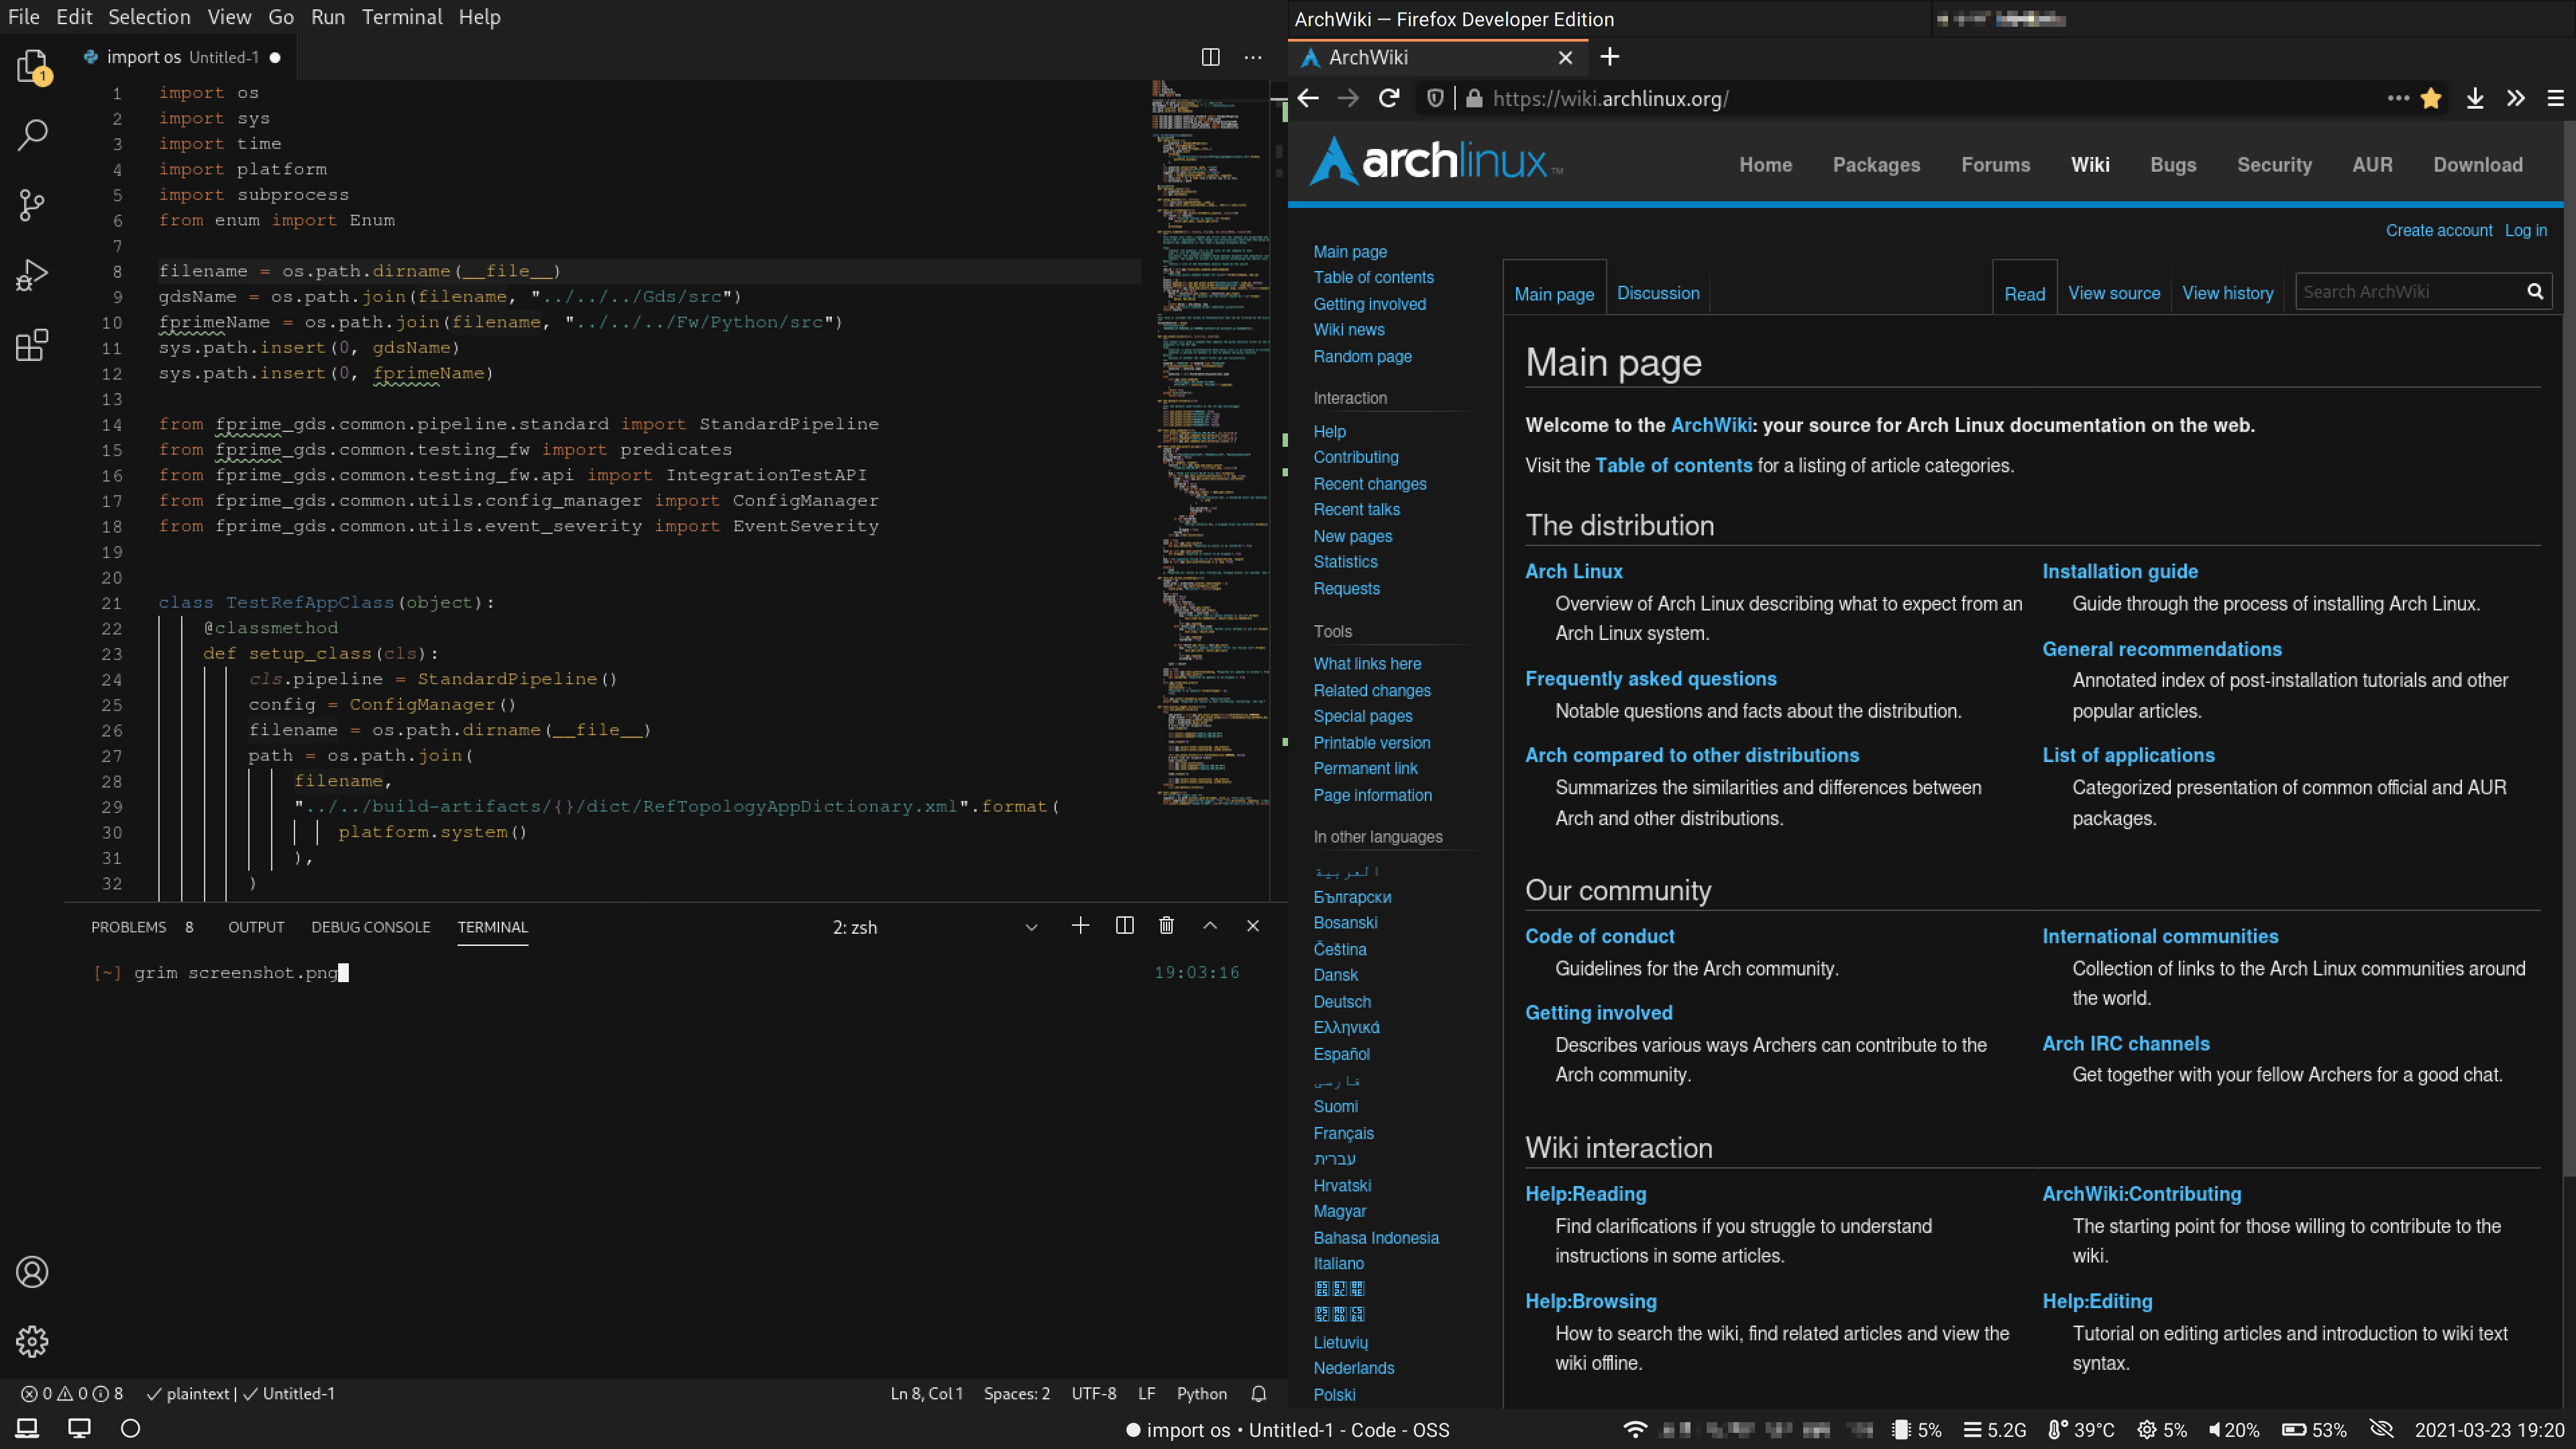 File Edit Selection View Go Run Terminal Help
import os Untitled-1
1
1 import os
2 import sys
3 import time
4 import platform
5 import subprocess
6 from enum import Enum
7
8 filename = os.path.dirname(__file__)
9 gdsName = os.path.join(filename, "../../../Gds/src")
10 fprimeName = os.path.join(filename, "../../../Fw/Python/src")
11 sys.path.insert(0, gdsName)
12 sys.path.insert(0, fprimeName)
13
14 from fprime_gds.common.pipeline.standard import StandardPipeline
15 from fprime_gds.common.testing_fw import predicates
16 from fprime_gds.common.testing_fw.api import IntegrationTestAPI
17 from fprime_gds.common.utils.config_manager import ConfigManager
18 from fprime_gds.common.utils.event_severity import EventSeverity
19
20
21 class TestRefAppClass(object):
22 @classmethod
23 def setup_class(cls):
24 cls.pipeline = StandardPipeline()
25 config = ConfigManager()
26 filename = os.path.dirname(__file__)
27 path = os.path.join(
28 filename,
29 "../../build-artifacts/{}/dict/RefTopologyAppDictionary.xml".format(
30 platform.system()
31 ),
32 )
PROBLEMS 8 OUTPUT DEBUG CONSOLE TERMINAL 2: zsh
[~] grim screenshot.png 19:03:16
0 0 8 plaintext | Untitled-1 Ln 8, Col 1 Spaces: 2 UTF-8 LF Python
ArchWiki — Firefox Developer Edition
ArchWiki
https://wiki.archlinux.org/
archlinux™ Home Packages Forums Wiki Bugs Security AUR Download
Create account Log in
Main page
Table of contents
Getting involved
Wiki news
Random page
Interaction
Help
Contributing
Recent changes
Recent talks
New pages
Statistics
Requests
Tools
What links here
Related changes
Special pages
Printable version
Permanent link
Page information
In other languages
العربية
Български
Bosanski
Čeština
Dansk
Deutsch
Ελληνικά
Español
فارسی
Suomi
Français
עברית
Hrvatski
Magyar
Bahasa Indonesia
Italiano
Lietuvių
Nederlands
Polski
Main page Discussion Read View source View history Search ArchWiki
Main page
Welcome to the ArchWiki: your source for Arch Linux documentation on the web.
Visit the Table of contents for a listing of article categories.
The distribution
Arch Linux
Overview of Arch Linux describing what to expect from an
Arch Linux system.
Frequently asked questions
Notable questions and facts about the distribution.
Arch compared to other distributions
Summarizes the similarities and differences between
Arch and other distributions.
Installation guide
Guide through the process of installing Arch Linux.
General recommendations
Annotated index of post-installation tutorials and other
popular articles.
List of applications
Categorized presentation of common official and AUR
packages.
Our community
Code of conduct
Guidelines for the Arch community.
Getting involved
Describes various ways Archers can contribute to the
Arch community.
International communities
Collection of links to the Arch Linux communities around
the world.
Arch IRC channels
Get together with your fellow Archers for a good chat.
Wiki interaction
Help:Reading
Find clarifications if you struggle to understand
instructions in some articles.
Help:Browsing
How to search the wiki, find related articles and view the
wiki offline.
ArchWiki:Contributing
The starting point for those willing to contribute to the
wiki.
Help:Editing
Tutorial on editing articles and introduction to wiki text
syntax.
import os • Untitled-1 - Code - OSS 5% 5.2G 39°C 5% 20% 53% 2021-03-23 19:20